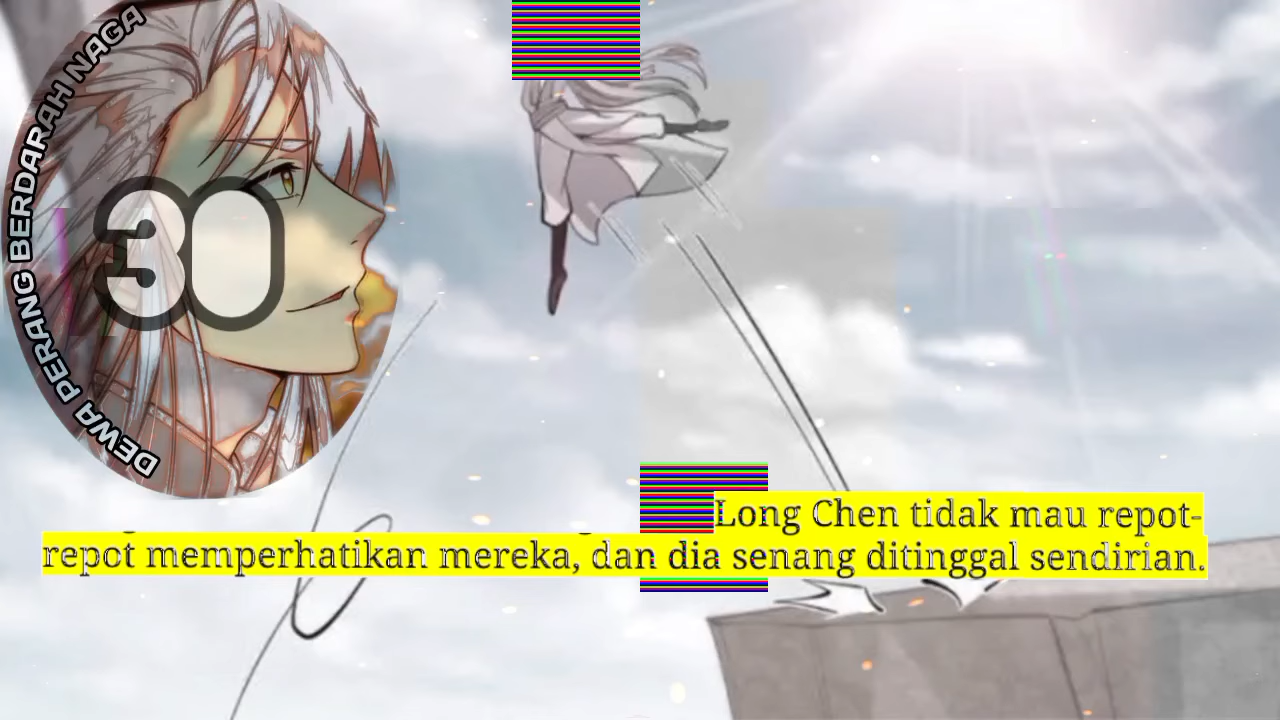 DEWA PERANG BERDARAH NAGA
30
Long Chen tidak mau repot-
repot memperhatikan mereka, dan dia senang ditinggal sendirian.